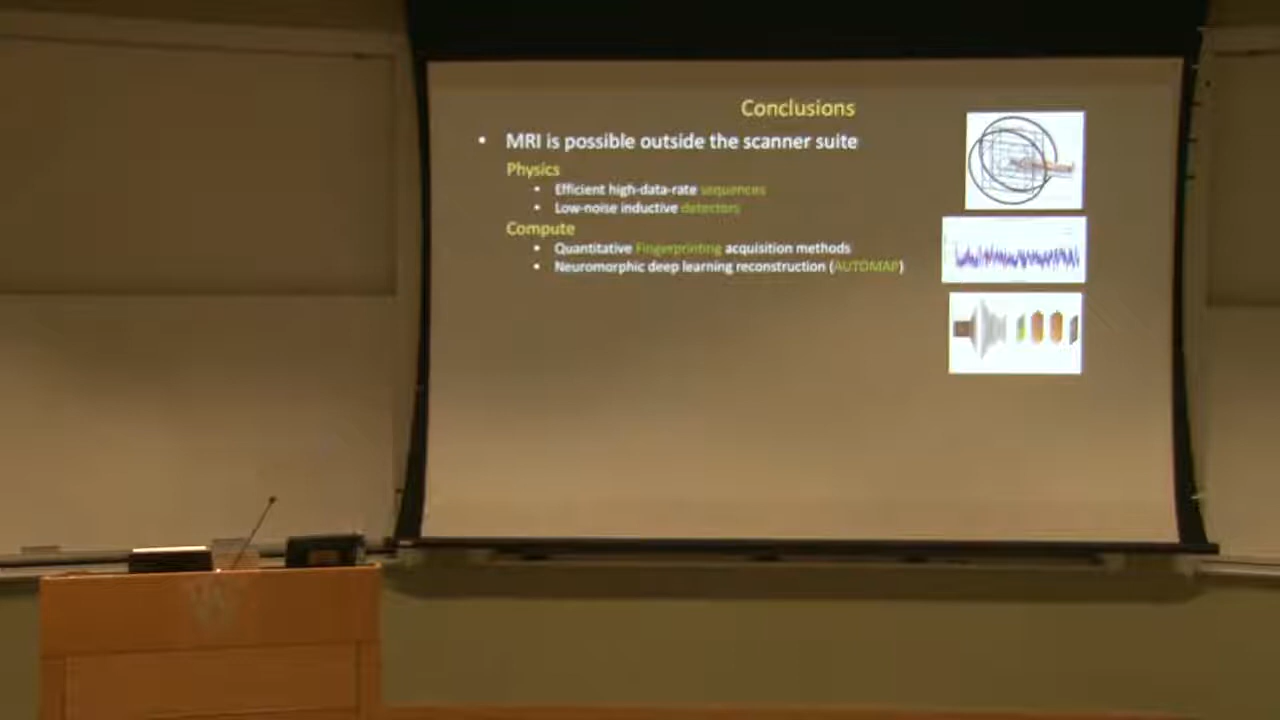 Conclusions
• MRI is possible outside the scanner suite
Physics
• Efficient high-data-rate sequences
• Low-noise inductive detectors
Compute
• Quantitative Fingerprinting acquisition methods
• Neuromorphic deep learning reconstruction (AUTOMAP)
W